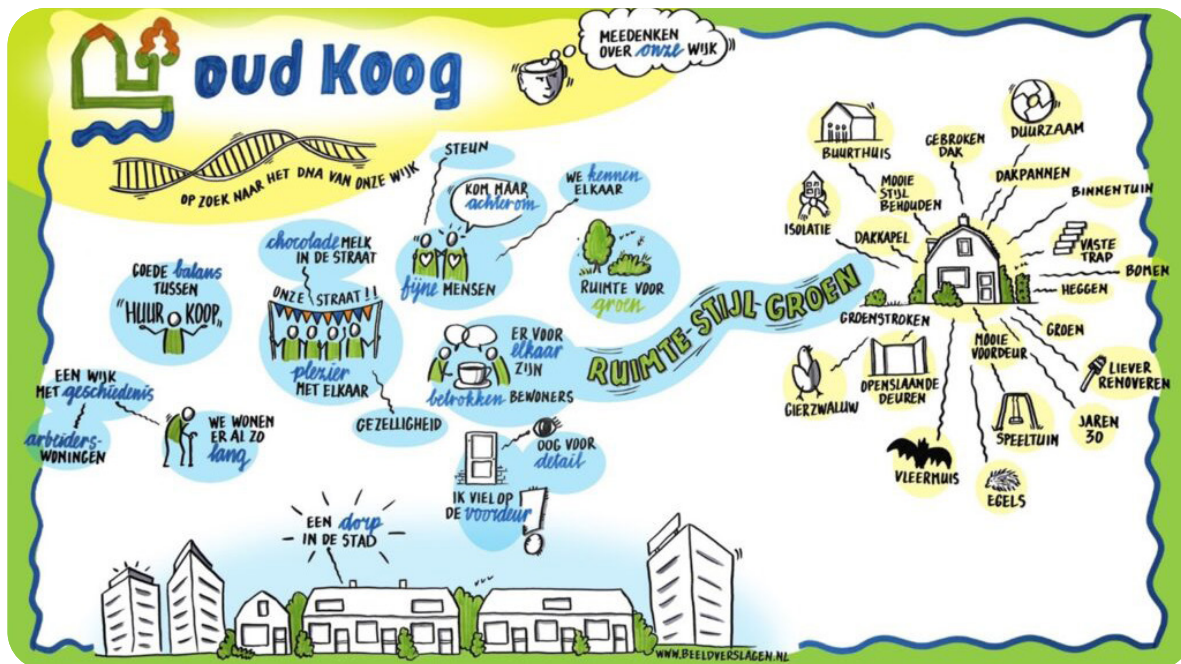 oud Koog
MEEDENKEN
OVER onze WIJK
OP ZOEK NAAR HET DNA VAN ONZE WIJK
STEUN
KOM MAAR
achterom
WE kennen
ELKAAR
fijne MENSEN
chocolade MELK
IN DE STRAAT
ONZE STRAAT!!
plezier
MET ELKAAR
GEZELLIGHEID
GOEDE balans
TUSSEN
"HUUR KOOP"
EEN WIJK
MET geschiedenis
arbeiders-
WONINGEN
WE WONEN
ER AL ZO
lang
RUIMTE VOOR
groen
ER VOOR
elkaar
ZIJN
betrokken BEWONERS
OOG VOOR
detail
IK VIEL OP
DE voordeur
!
EEN dorp
IN DE STAD
RUIMTE-STIJL-GROEN
BUURTHUIS
GEBROKEN
DAK
DUURZAAM
DAKPANNEN
MOOIE
STIJL
BEHOUDEN
BINNENTUIN
ISOLATIE
DAKKAPEL
VASTE
TRAP
BOMEN
HEGGEN
GROENSTROKEN
GROEN
MOOIE
VOORDEUR
GIERZWALUW
OPENSLAANDE
DEUREN
LIEVER
RENOVEREN
SPEELTUIN
JAREN
30
VLEERMUIS
EGELS
WWW.BEELDVERSLAGEN.NL